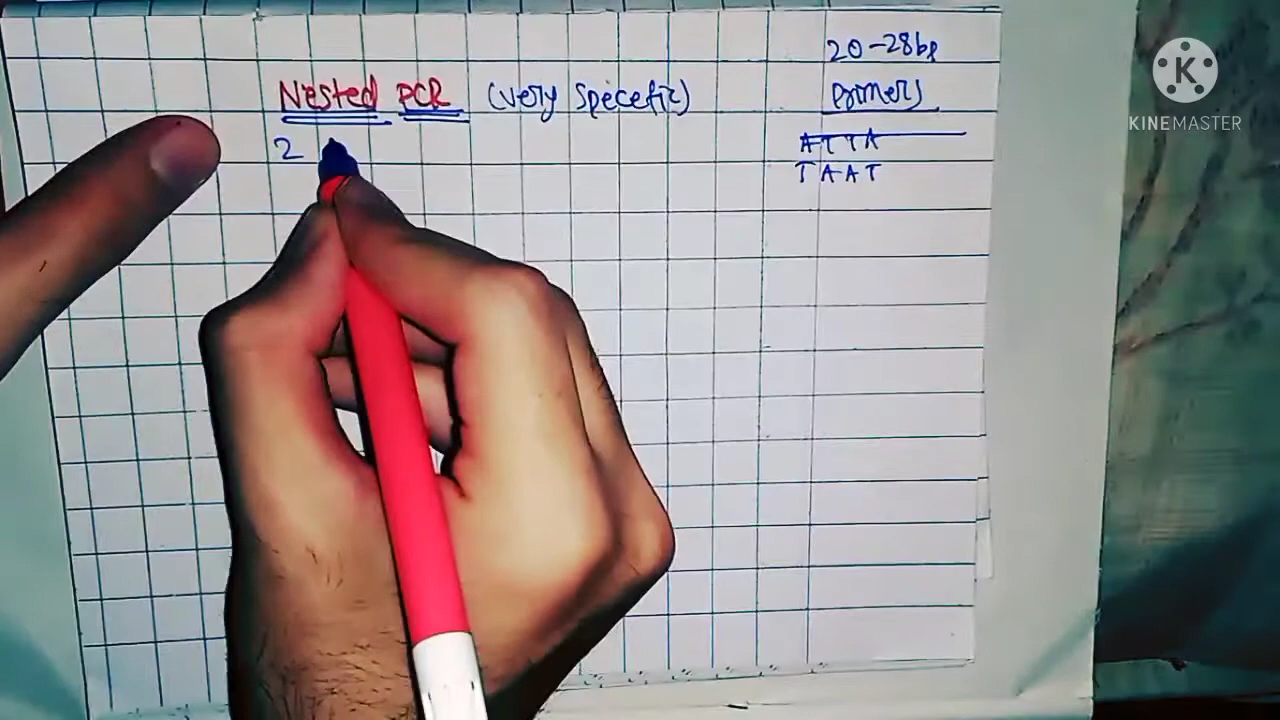 20-28bp
Nested PCR (very specefic)
primers
2
ATTA
TAAT
K
KINEMASTER